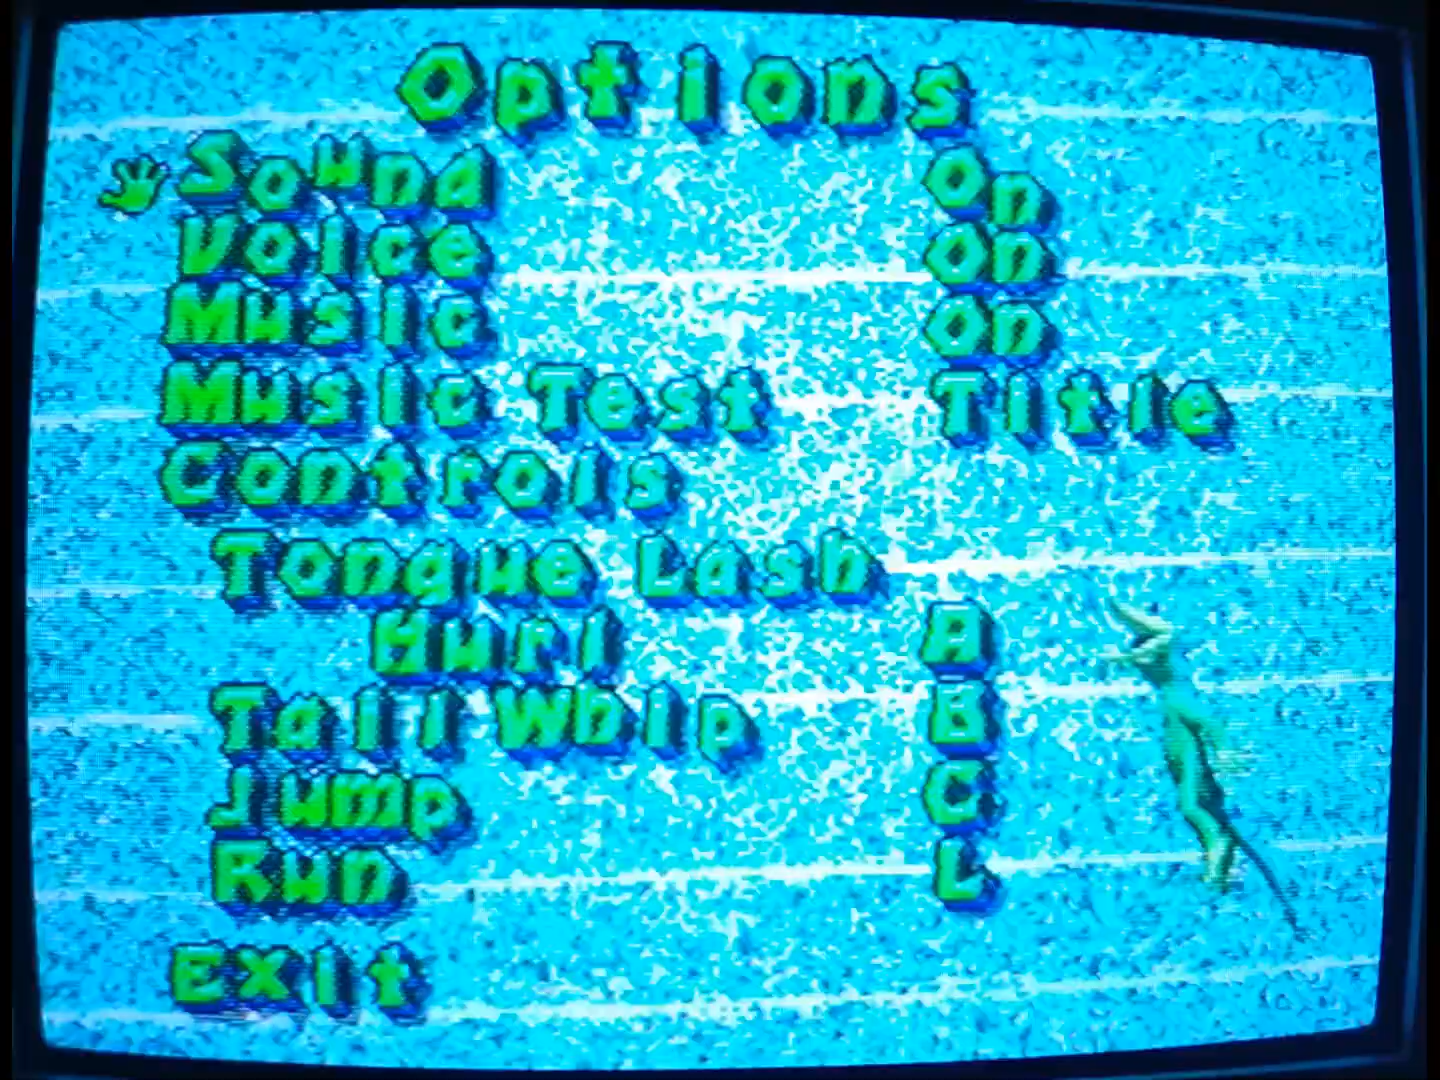 Options
Sound On
Voice On
Music On
Music Test Title
Controls
Tongue Lash
Hurl A
Tail Whip B
Jump C
Run L
Exit